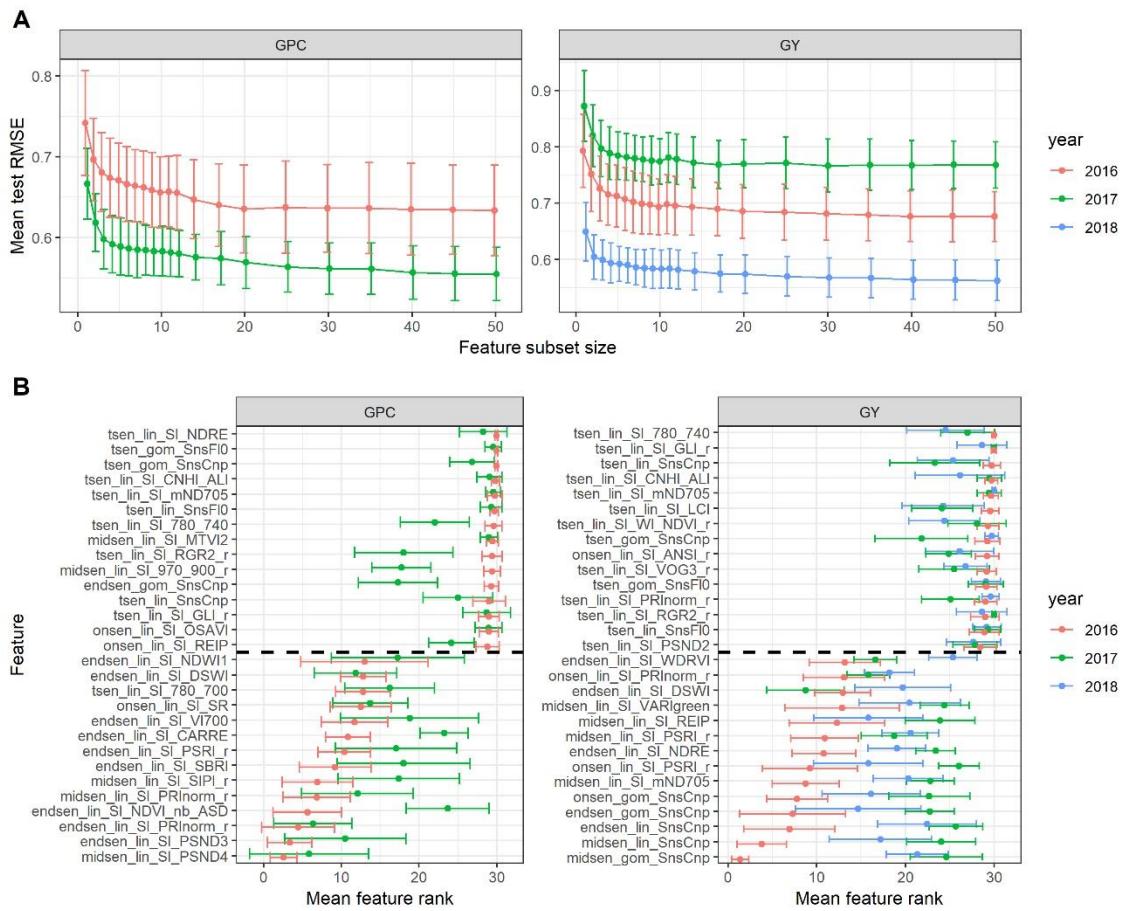 A
GPC
GY
Mean test RMSE
0.8
0.7
0.6
0.9
0.8
0.7
0.6
0 10 20 30 40 50
0 10 20 30 40 50
Feature subset size
year
2016
2017
2018
B
GPC
GY
Feature
tsen_lin_SI_NDRE
tsen_gom_SnsFl0
tsen_gom_SnsCnp
tsen_lin_SI_CNHI_ALI
tsen_lin_SI_mND705
tsen_lin_SnsFl0
tsen_lin_SI_780_740
midsen_lin_SI_MTVI2
tsen_lin_SI_RGR2_r
midsen_lin_SI_970_900_r
endsen_gom_SnsCnp
tsen_lin_SnsCnp
tsen_lin_SI_GLI_r
onsen_lin_SI_OSAVI
onsen_lin_SI_REIP
endsen_lin_SI_NDWI1
endsen_lin_SI_DSWI
tsen_lin_SI_780_700
onsen_lin_SI_SR
endsen_lin_SI_VI700
endsen_lin_SI_CARRE
endsen_lin_SI_PSRI_r
endsen_lin_SI_SBRI
midsen_lin_SI_SIPI_r
midsen_lin_SI_PRInorm_r
endsen_lin_SI_NDVI_nb_ASD
endsen_lin_SI_PRInorm_r
endsen_lin_SI_PSND3
midsen_lin_SI_PSND4
tsen_lin_SI_780_740
tsen_lin_SI_GLI_r
tsen_lin_SnsCnp
tsen_lin_SI_CNHI_ALI
tsen_lin_SI_mND705
tsen_lin_SI_LCI
tsen_lin_SI_WI_NDVI_r
tsen_gom_SnsCnp
onsen_lin_SI_ANSI_r
tsen_lin_SI_VOG3_r
tsen_gom_SnsFl0
tsen_lin_SI_PRInorm_r
tsen_lin_SI_RGR2_r
tsen_lin_SnsFl0
tsen_lin_SI_PSND2
endsen_lin_SI_WDRVI
onsen_lin_SI_PRInorm_r
endsen_lin_SI_DSWI
midsen_lin_SI_VARIgreen
midsen_lin_SI_REIP
midsen_lin_SI_PSRI_r
endsen_lin_SI_NDRE
onsen_lin_SI_PSRI_r
midsen_lin_SI_mND705
onsen_gom_SnsCnp
endsen_gom_SnsCnp
endsen_lin_SnsCnp
midsen_lin_SnsCnp
midsen_gom_SnsCnp
0 10 20 30
0 10 20 30
Mean feature rank
Mean feature rank
year
2016
2017
2018